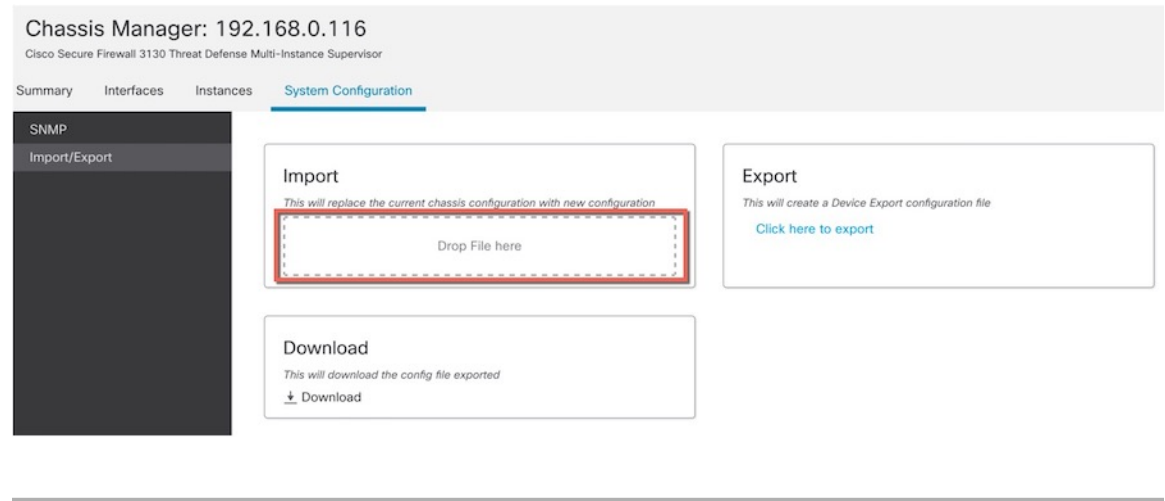 Chassis Manager: 192.168.0.116
Cisco Secure Firewall 3130 Threat Defense Multi-Instance Supervisor
Summary Interfaces Instances System Configuration
SNMP
Import/Export
Import
This will replace the current chassis configuration with new configuration
Drop File here
Export
This will create a Device Export configuration file
Click here to export
Download
This will download the config file exported
Download